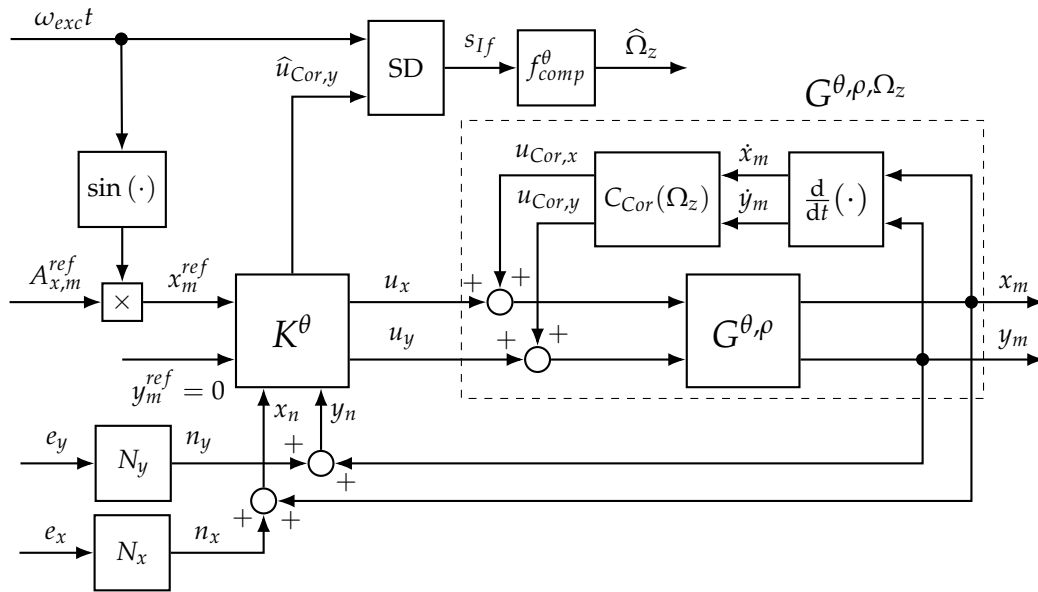 ω_{exc}t
SD
s_{If}
f^θ_{comp}
Ω̂_z
û_{Cor,y}
G^{θ,ρ,Ω_z}
sin (·)
u_{Cor,x}
u_{Cor,y}
C_{Cor}(Ω_z)
ẋ_m
ẏ_m
d/dt(·)
A^{ref}_{x,m}
×
x^{ref}_m
K^θ
u_x
u_y
+
+
+
+
G^{θ,ρ}
x_m
y_m
y^{ref}_m = 0
x_n
y_n
e_y
N_y
n_y
+
+
e_x
N_x
n_x
+
+